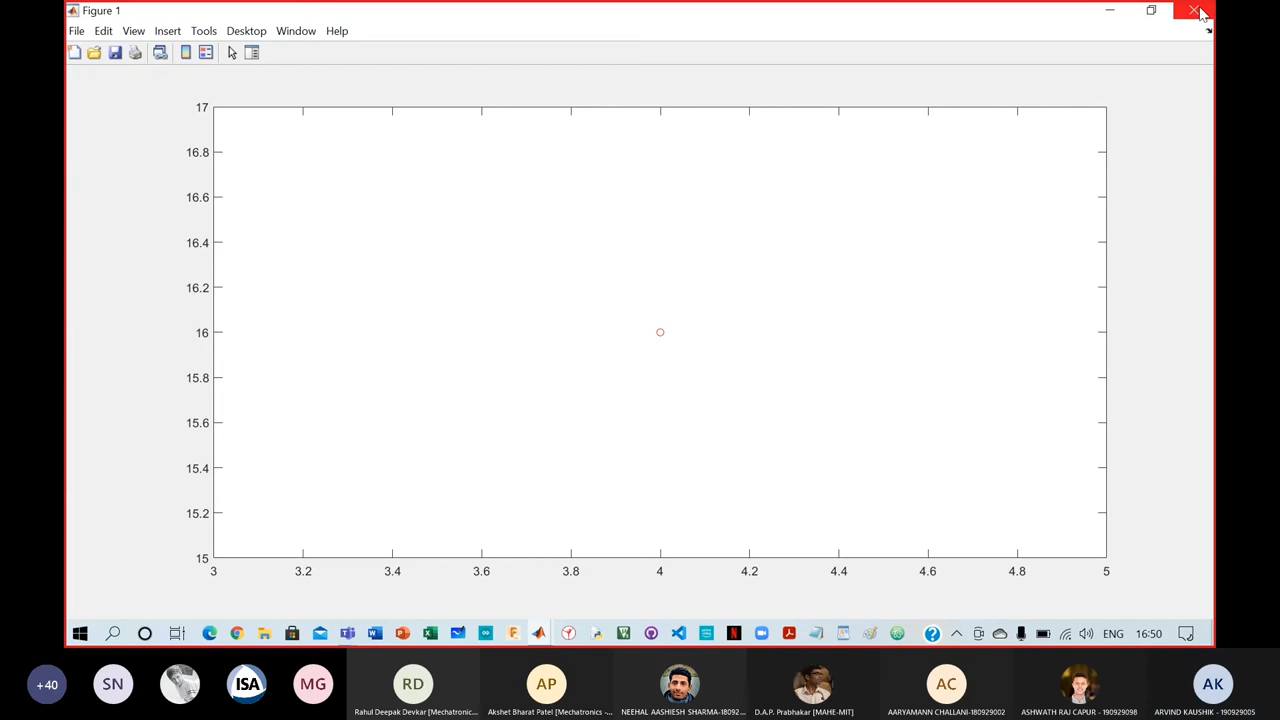 Figure 1
File Edit View Insert Tools Desktop Window Help
17
16.8
16.6
16.4
16.2
16
15.8
15.6
15.4
15.2
15
3 3.2 3.4 3.6 3.8 4 4.2 4.4 4.6 4.8 5
ENG 16:50
+40 SN ISA MG RD AP AC AK
Rahul Deepak Devkar [Mechatronic... Akshet Bharat Patel [Mechatronics -... NEEHAL AASHIESH SHARMA-18092... D.A.P. Prabhakar [MAHE-MIT] AARYAMANN CHALLANI-180929002 ASHWATH RAJ CAPUR - 190929098 ARVIND KAUSHIK - 190929005